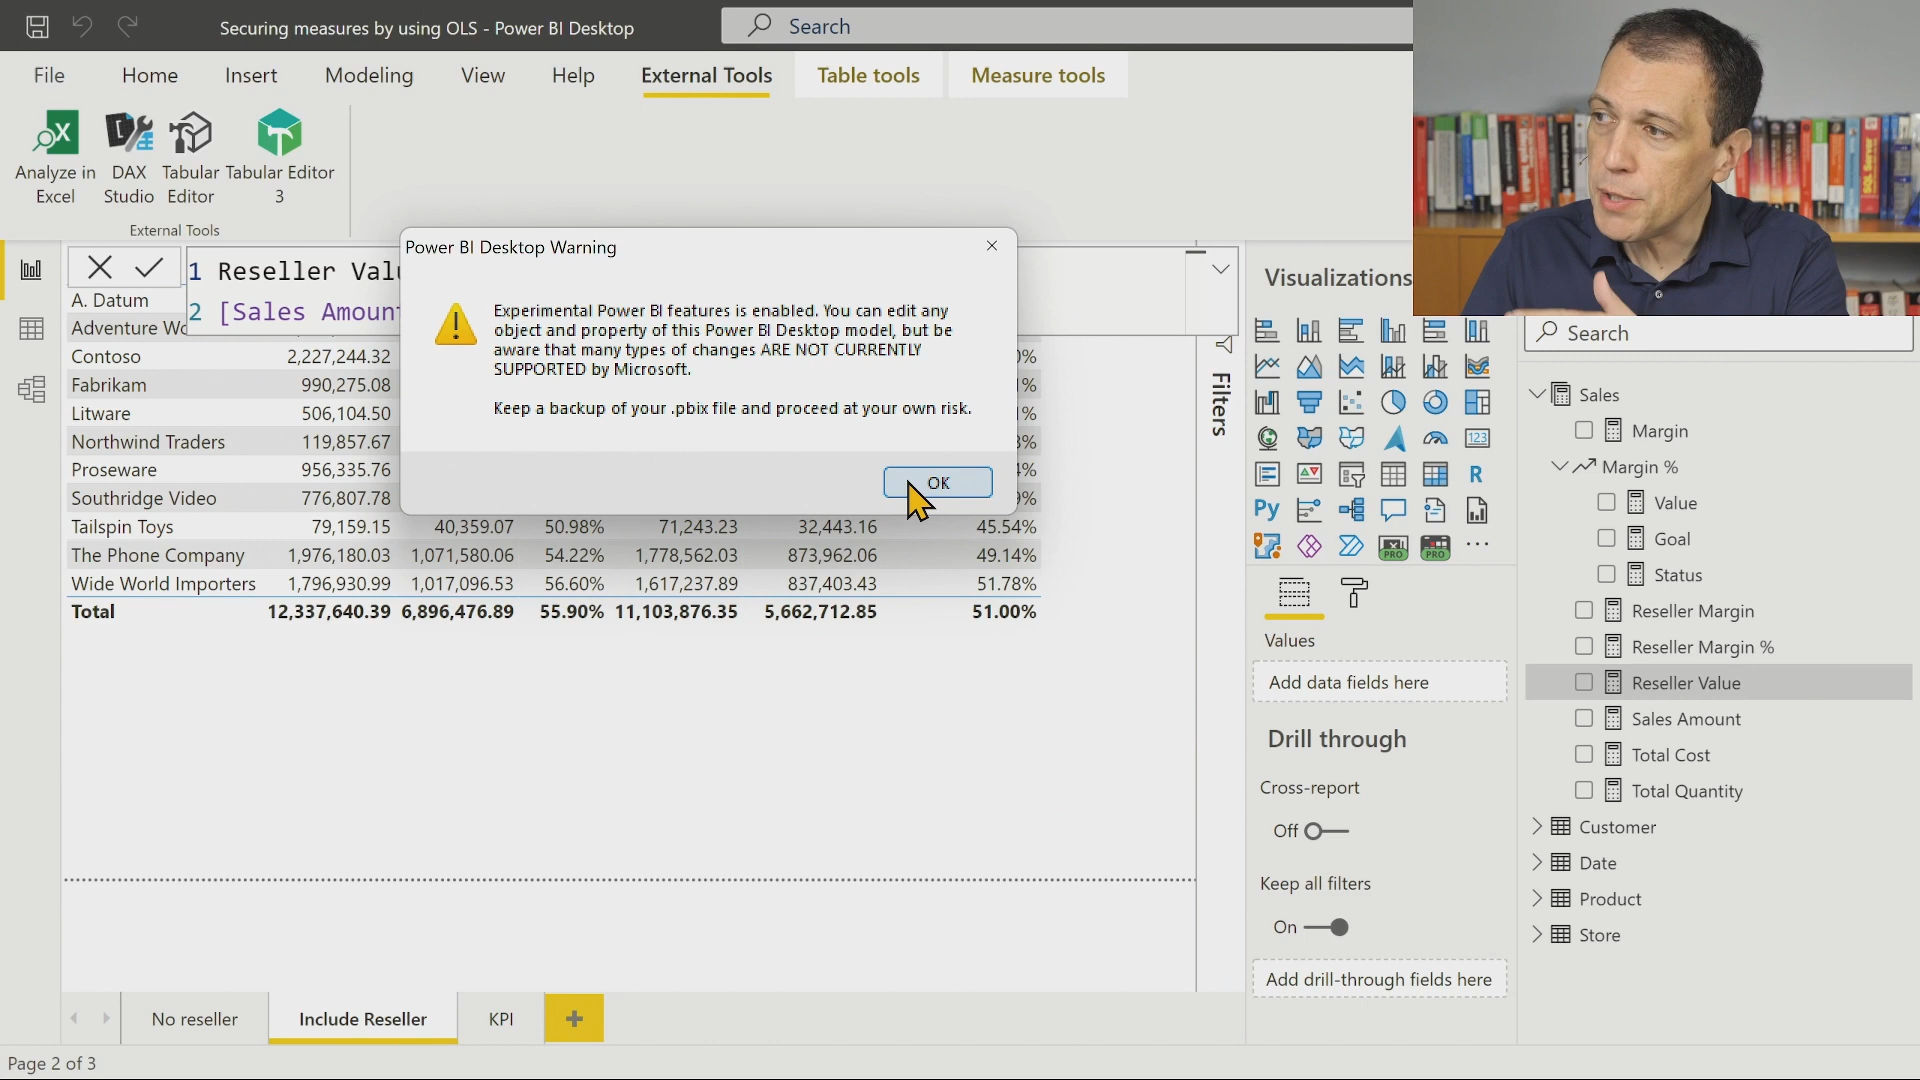 Securing measures by using OLS - Power BI Desktop
Search
File
Home
Insert
Modeling
View
Help
External Tools
Table tools
Measure tools
Analyze in
Excel
DAX
Studio
Tabular
Editor
Tabular Editor
3
External Tools
Power BI Desktop Warning
Experimental Power BI features is enabled. You can edit any
object and property of this Power BI Desktop model, but be
aware that many types of changes ARE NOT CURRENTLY
SUPPORTED by Microsoft.
Keep a backup of your .pbix file and proceed at your own risk.
OK
1 Reseller Val
2 [Sales Amoun
A. Datum
Adventure Wo
Contoso 2,227,244.32 0%
Fabrikam 990,275.08 1%
Litware 506,104.50 1%
Northwind Traders 119,857.67 3%
Proseware 956,335.76 4%
Southridge Video 776,807.78 9%
Tailspin Toys 79,159.15 40,359.07 50.98% 71,243.23 32,443.16 45.54%
The Phone Company 1,976,180.03 1,071,580.06 54.22% 1,778,562.03 873,962.06 49.14%
Wide World Importers 1,796,930.99 1,017,096.53 56.60% 1,617,237.89 837,403.43 51.78%
Total 12,337,640.39 6,896,476.89 55.90% 11,103,876.35 5,662,712.85 51.00%
Filters
Visualizations
123
R
Py
PRO
PRO
Values
Add data fields here
Drill through
Cross-report
Off
Keep all filters
On
Add drill-through fields here
Search
Sales
Margin
Margin %
Value
Goal
Status
Reseller Margin
Reseller Margin %
Reseller Value
Sales Amount
Total Cost
Total Quantity
Customer
Date
Product
Store
No reseller
Include Reseller
KPI
+
Page 2 of 3